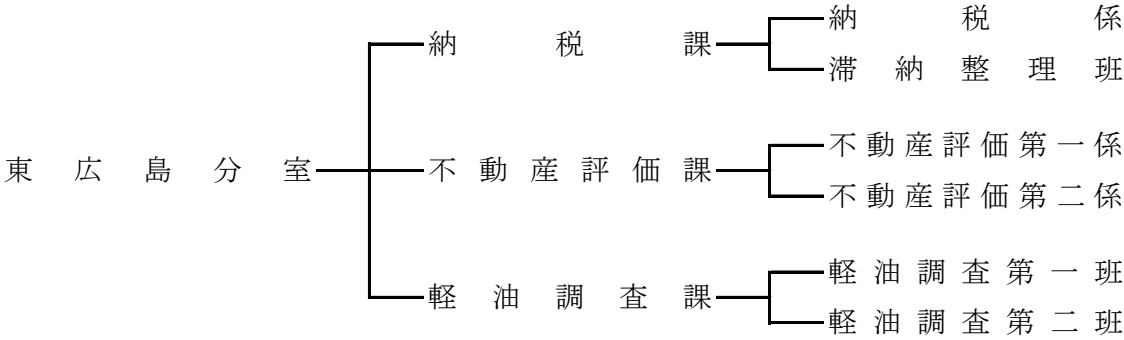 東広島分室
納税課
納税係
滞納整理班
不動産評価課
不動産評価第一係
不動産評価第二係
軽油調査課
軽油調査第一班
軽油調査第二班